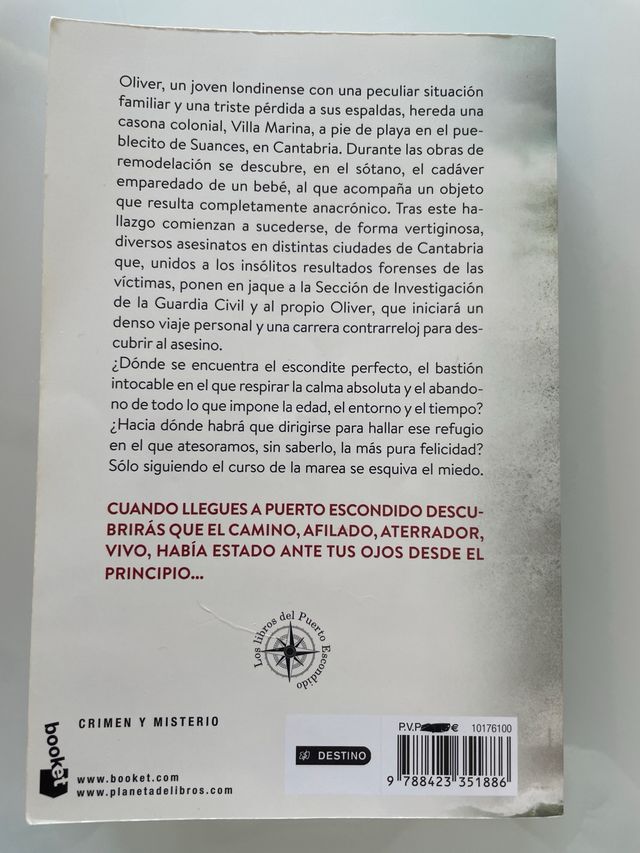 Oliver, un joven londinense con una peculiar situación
familiar y una triste pérdida a sus espaldas, hereda una
casona colonial, Villa Marina, a pie de playa en el pue-
blecito de Suances, en Cantabria. Durante las obras de
remodelación se descubre, en el sótano, el cadáver
emparedado de un bebé, al que acompaña un objeto
que resulta completamente anacrónico. Tras este ha-
llazgo comienzan a sucederse, de forma vertiginosa,
diversos asesinatos en distintas ciudades de Cantabria
que, unidos a los insólitos resultados forenses de las
víctimas, ponen en jaque a la Sección de Investigación
de la Guardia Civil y al propio Oliver, que iniciará un
denso viaje personal y una carrera contrarreloj para des-
cubrir al asesino.
¿Dónde se encuentra el escondite perfecto, el bastión
intocable en el que respirar la calma absoluta y el abando-
no de todo lo que impone la edad, el entorno y el tiempo?
¿Hacia dónde habrá que dirigirse para hallar ese refugio
en el que atesoramos, sin saberlo, la más pura felicidad?
Sólo siguiendo el curso de la marea se esquiva el miedo.
CUANDO LLEGUES A PUERTO ESCONDIDO DESCU-
BRIRÁS QUE EL CAMINO, AFILADO, ATERRADOR,
VIVO, HABÍA ESTADO ANTE TUS OJOS DESDE EL
PRINCIPIO...
Los libros del Puerto Escondido
booket
CRIMEN Y MISTERIO
www.booket.com
www.planetadelibros.com
DESTINO
P.V.P. €
10176100
9 788423 351886